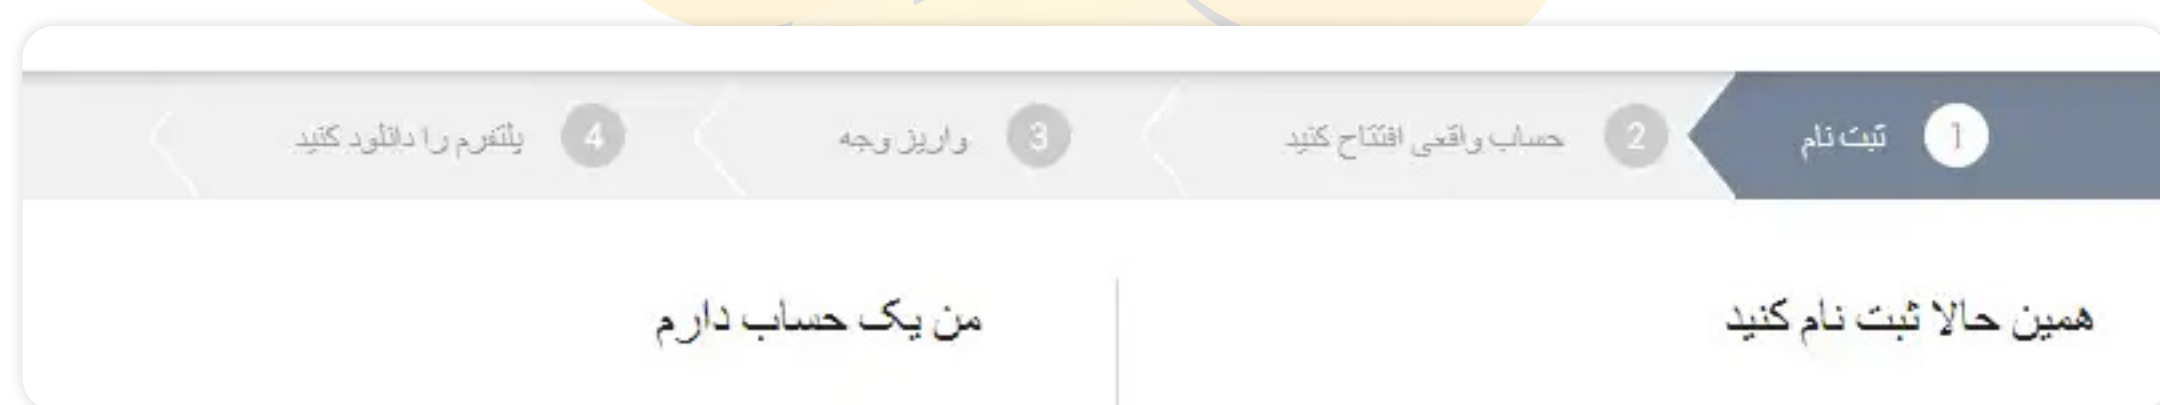 1 ثبت نام 2 حساب واقعی افتتاح کنید 3 واریز وجه 4 پلتفرم را دانلود کنید
همین حالا ثبت نام کنید
من یک حساب دارم